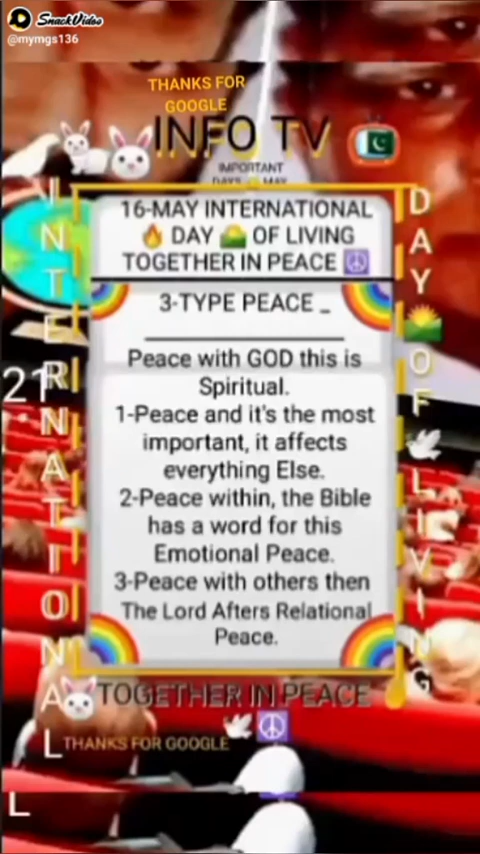 SnackVideo
@mymgs136
THANKS FOR
GOOGLE
INFO TV
IMPORTANT
DAYS MAY
16-MAY INTERNATIONAL
🔥 DAY 🌄 OF LIVING
TOGETHER IN PEACE ☮
3-TYPE PEACE _
Peace with GOD this is
Spiritual.
1-Peace and it's the most
important, it affects
everything Else.
2-Peace within, the Bible
has a word for this
Emotional Peace.
3-Peace with others then
The Lord Afters Relational
Peace.
INTERNATIONAL
DAY OF LIVING
21
TOGETHER IN PEACE
THANKS FOR GOOGLE
L